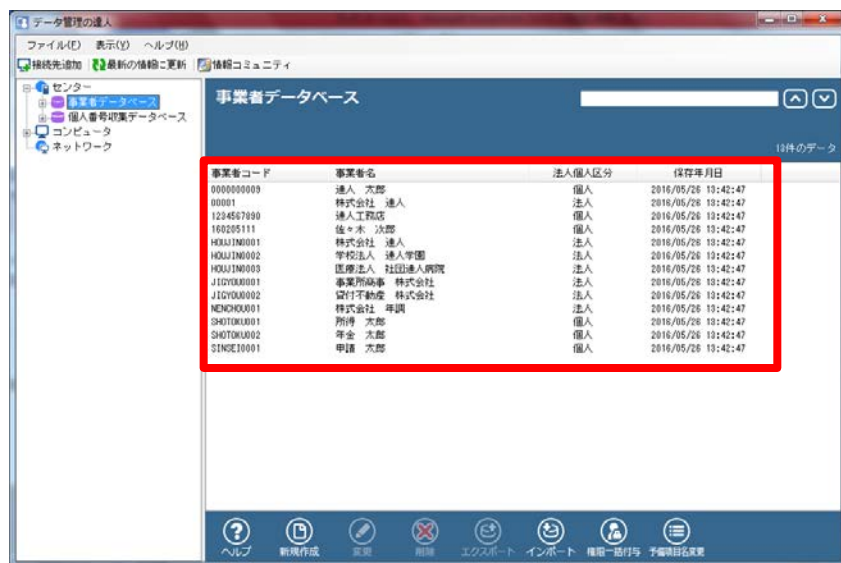 データ管理の達人
ファイル(F) 表示(V) ヘルプ(H)
接続先追加 最新の情報に更新 情報コミュニティ
センター
事業者データベース
個人番号収集データベース
コンピュータ
ネットワーク
事業者データベース
13件のデータ
事業者コード 事業者名 法人個人区分 保存年月日
0000000009 達人 太郎 個人 2016/05/26 13:42:47
00001 株式会社 達人 法人 2016/05/26 13:42:47
1234567890 達人工務店 個人 2016/05/26 13:42:47
160205111 佐々木 次郎 個人 2016/05/26 13:42:47
HOUJIN0001 株式会社 達人 法人 2016/05/26 13:42:47
HOUJIN0002 学校法人 達人学園 法人 2016/05/26 13:42:47
HOUJIN0003 医療法人 社団達人病院 法人 2016/05/26 13:42:47
JIGYOU0001 事業所商事 株式会社 法人 2016/05/26 13:42:47
JIGYOU0002 貸付不動産 株式会社 法人 2016/05/26 13:42:47
NENCHOU001 株式会社 年調 法人 2016/05/26 13:42:47
SHOTOKU001 所得 太郎 個人 2016/05/26 13:42:47
SHOTOKU002 年金 太郎 個人 2016/05/26 13:42:47
SINSEI0001 申請 太郎 個人 2016/05/26 13:42:47
ヘルプ 新規作成 変更 削除 エクスポート インポート 権限一括付与 予備項目名変更